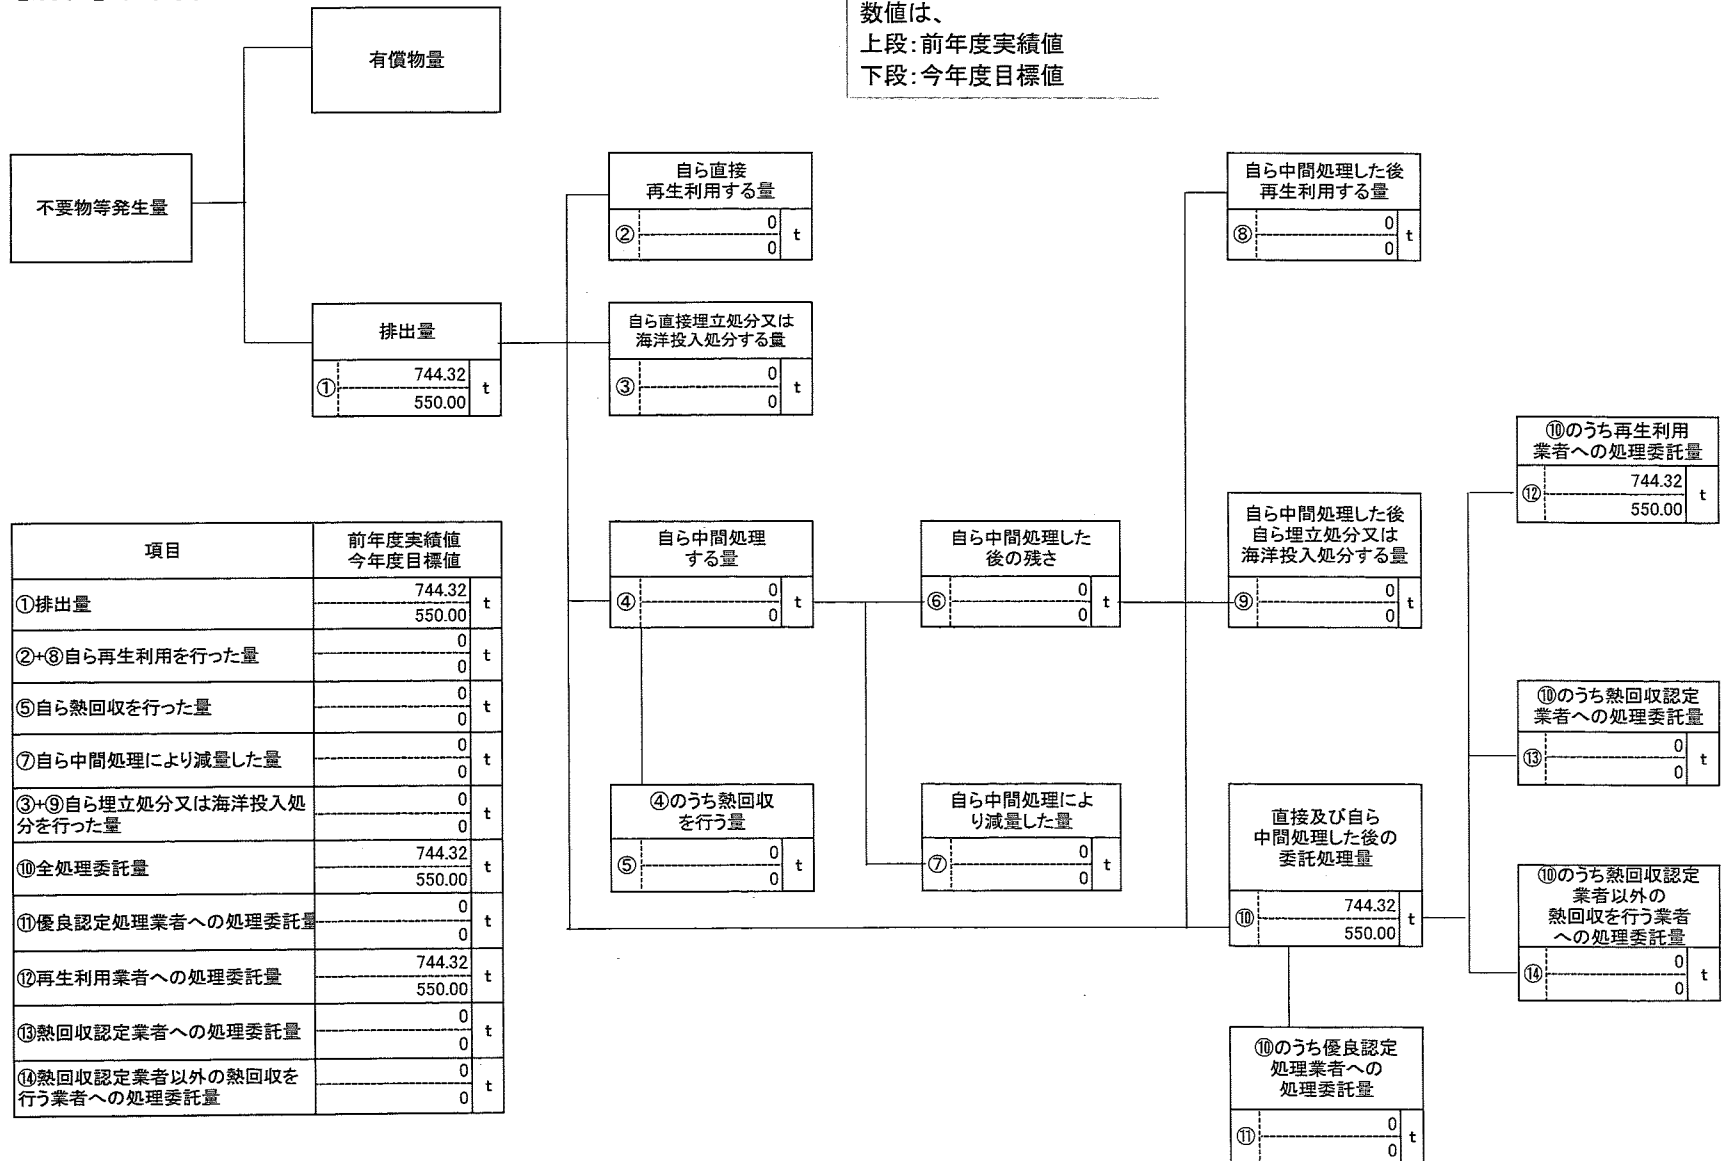 数値は、
上段：前年度実績値
下段：今年度目標値
有償物量
不要物等発生量
排出量
① 744.32 t
550.00
自ら直接
再生利用する量
② 0 t
0
自ら直接埋立処分又は
海洋投入処分する量
③ 0 t
0
自ら中間処理
する量
④ 0 t
0
④のうち熱回収
を行う量
⑤ 0 t
0
自ら中間処理した
後の残さ
⑥ 0 t
0
自ら中間処理によ
り減量した量
⑦ 0 t
0
自ら中間処理した後
再生利用する量
⑧ 0 t
0
自ら中間処理した後
自ら埋立処分又は
海洋投入処分する量
⑨ 0 t
0
直接及び自ら
中間処理した後の
委託処理量
⑩ 744.32 t
550.00
⑩のうち優良認定
処理業者への
処理委託量
⑪ 0 t
0
⑩のうち再生利用
業者への処理委託量
⑫ 744.32 t
550.00
⑩のうち熱回収認定
業者への処理委託量
⑬ 0 t
0
⑩のうち熱回収認定
業者以外の
熱回収を行う業者
への処理委託量
⑭ 0 t
0
項目 前年度実績値
今年度目標値
①排出量 744.32 t
550.00
②+⑧自ら再生利用を行った量 0 t
0
⑤自ら熱回収を行った量 0 t
0
⑦自ら中間処理により減量した量 0 t
0
③+⑨自ら埋立処分又は海洋投入処 0 t
分を行った量 0
⑩全処理委託量 744.32 t
550.00
⑪優良認定処理業者への処理委託量 0 t
0
⑫再生利用業者への処理委託量 744.32 t
550.00
⑬熱回収認定業者への処理委託量 0 t
0
⑭熱回収認定業者以外の熱回収を 0 t
行う業者への処理委託量 0